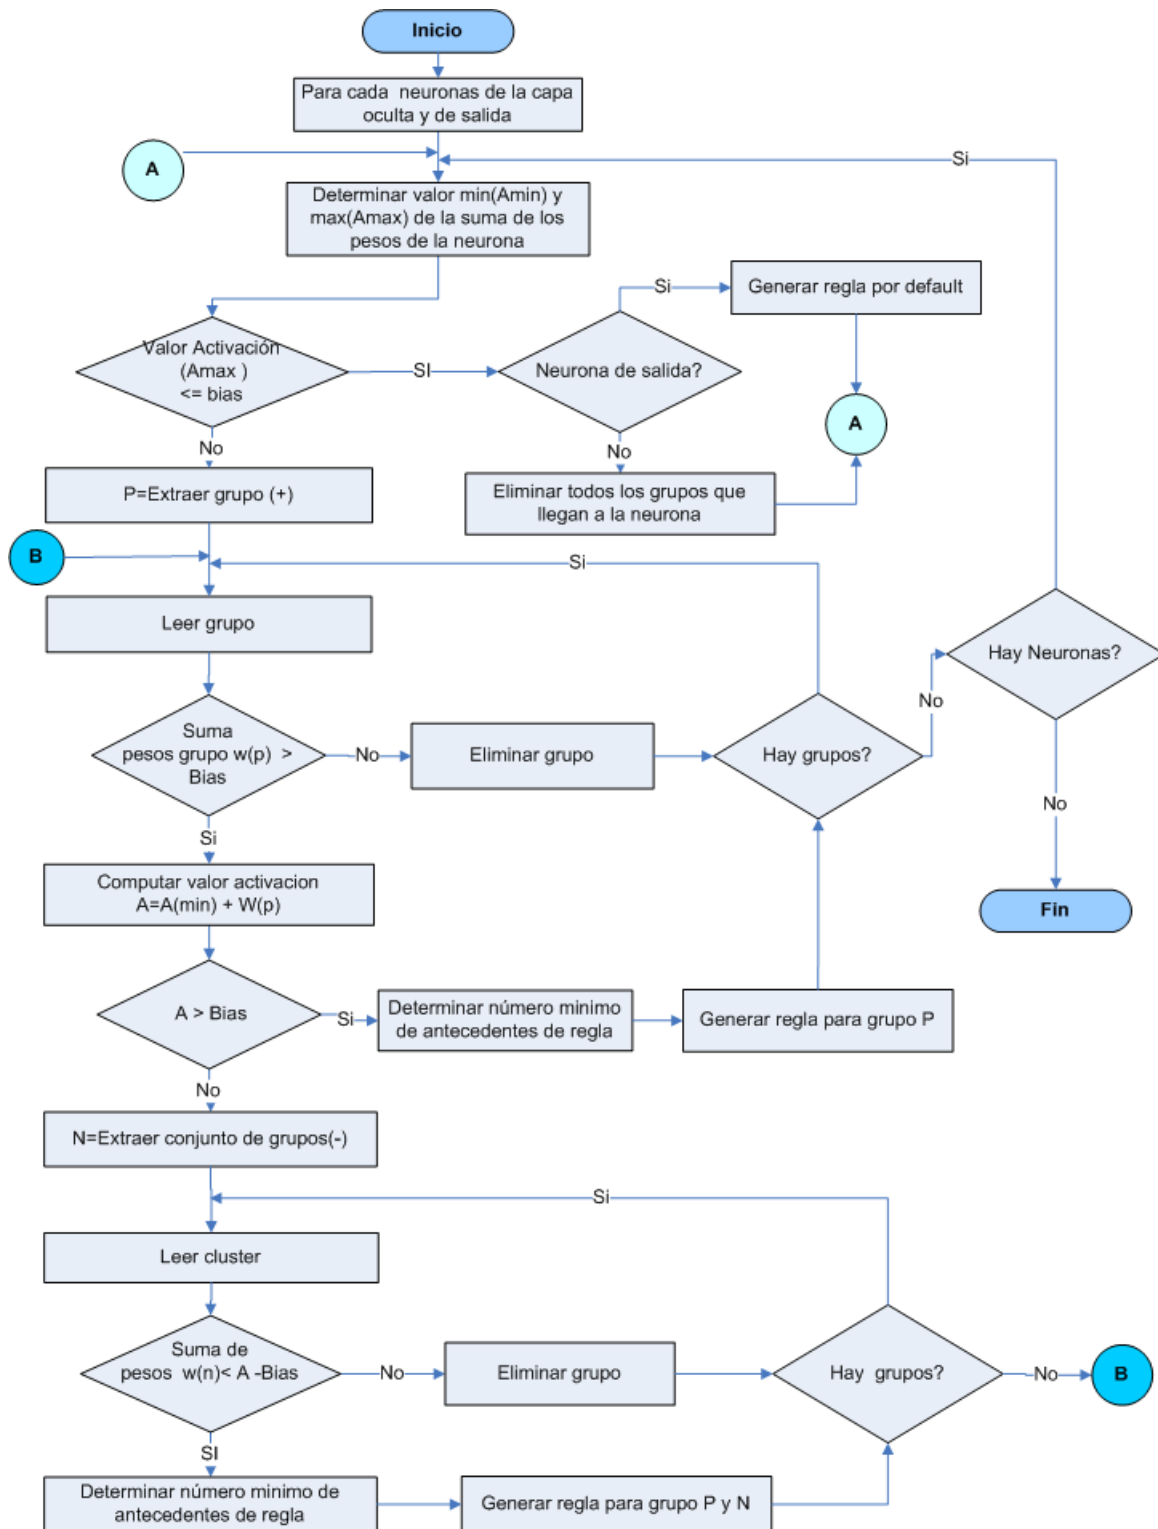 Inicio
Para cada neuronas de la capa
oculta y de salida
A
Si
Determinar valor min(Amin) y
max(Amax) de la suma de los
pesos de la neurona
Si
Generar regla por default
Valor Activación
(Amax )
<= bias
SI
Neurona de salida?
A
No
No
P=Extraer grupo (+)
Eliminar todos los grupos que
llegan a la neurona
B
Si
Leer grupo
Hay Neuronas?
No
Suma
pesos grupo w(p) >
Bias
No
Eliminar grupo
Hay grupos?
No
Si
Computar valor activacion
A=A(min) + W(p)
Fin
A > Bias
Si
Determinar número minimo
de antecedentes de regla
Generar regla para grupo P
No
N=Extraer conjunto de grupos(-)
Si
Leer cluster
Suma de
pesos w(n)< A -Bias
No
Eliminar grupo
Hay grupos?
No
B
SI
Determinar número minimo de
antecedentes de regla
Generar regla para grupo P y N